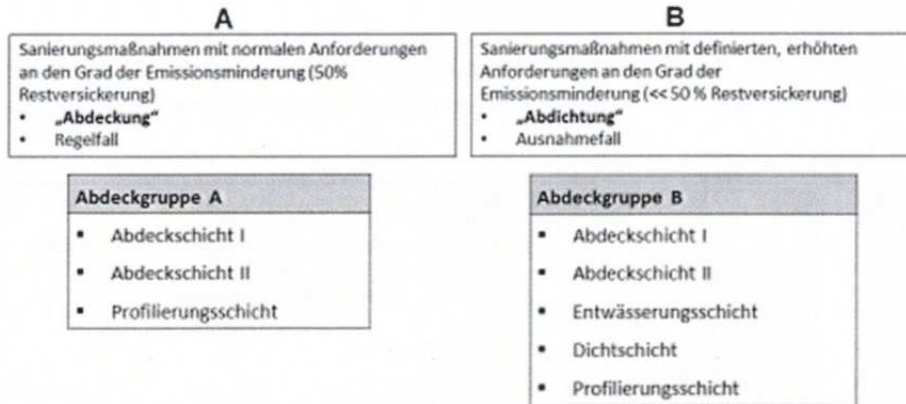 A
Sanierungsmaßnahmen mit normalen Anforderungen
an den Grad der Emissionsminderung (50%
Restversickerung)
• „Abdeckung“
• Regelfall
Abdeckgruppe A
▪ Abdeckschicht I
▪ Abdeckschicht II
▪ Profilierungsschicht
B
Sanierungsmaßnahmen mit definierten, erhöhten
Anforderungen an den Grad der
Emissionsminderung (<< 50 % Restversickerung)
• „Abdichtung“
• Ausnahmefall
Abdeckgruppe B
▪ Abdeckschicht I
▪ Abdeckschicht II
▪ Entwässerungsschicht
▪ Dichtschicht
▪ Profilierungsschicht